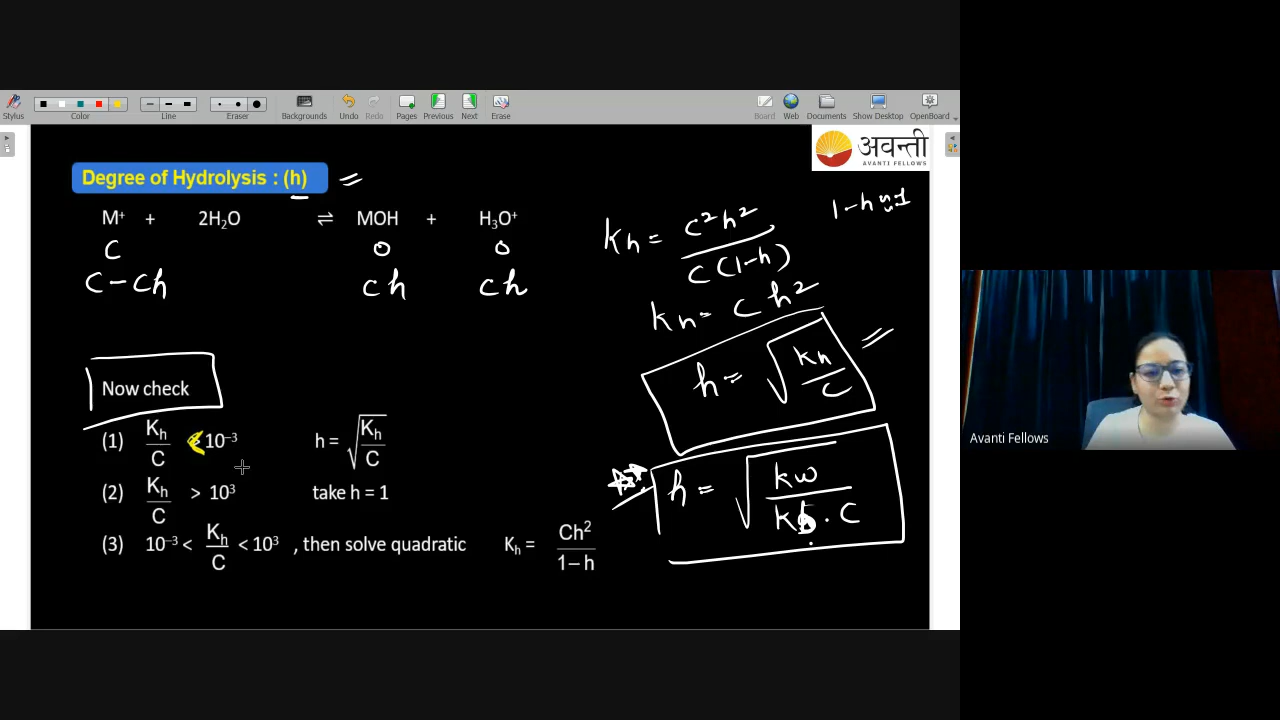 Stylus
Color
Line
Eraser
Backgrounds
Undo
Redo
Pages
Previous
Next
Erase
Board
Web
Documents
Show Desktop
OpenBoard
अवन्ती
AVANTI FELLOWS
Degree of Hydrolysis : (h) =
M⁺ + 2H₂O ⇌ MOH + H₃O⁺
C 0 0
C - Ch ch ch
1-h ≈ 1
Kh = C²h² / C(1-h)
Kh = Ch²
h = √(Kh/C) =
h = √(Kw / Kb · C)
Now check
(1) Kₕ/C < 10⁻³ h = √(Kₕ/C)
(2) Kₕ/C > 10³ take h = 1
(3) 10⁻³ < Kₕ/C < 10³ , then solve quadratic Kₕ = Ch²/1–h
Avanti Fellows